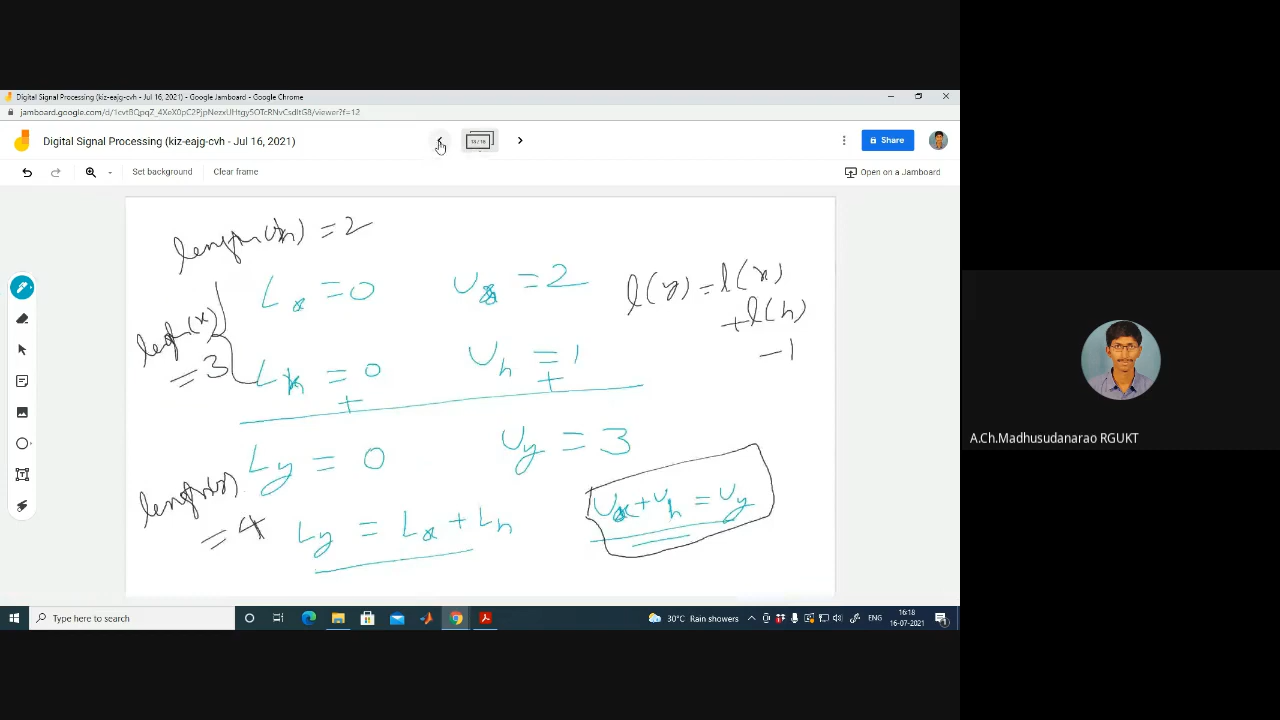 Digital Signal Processing (kiz-eajg-cvh - Jul 16, 2021) - Google Jamboard - Google Chrome
Digital Signal Processing (kiz-eajg-cvh - Jul 16, 2021)
Share
Set background
Clear frame
Open on a Jamboard
length(h) = 2
Lx = 0 Ux = 2
l(y) = l(x)
+ l(h)
- 1
length(x)
= 3
Lh = 0 Uh = 1
+ +
Ly = 0 Uy = 3
length(y)
= 4
Ly = Lx + Lh
Ux + Uh = Uy
A.Ch.Madhusudanarao RGUKT
Type here to search
30°C Rain showers
ENG
16:18
16-07-2021